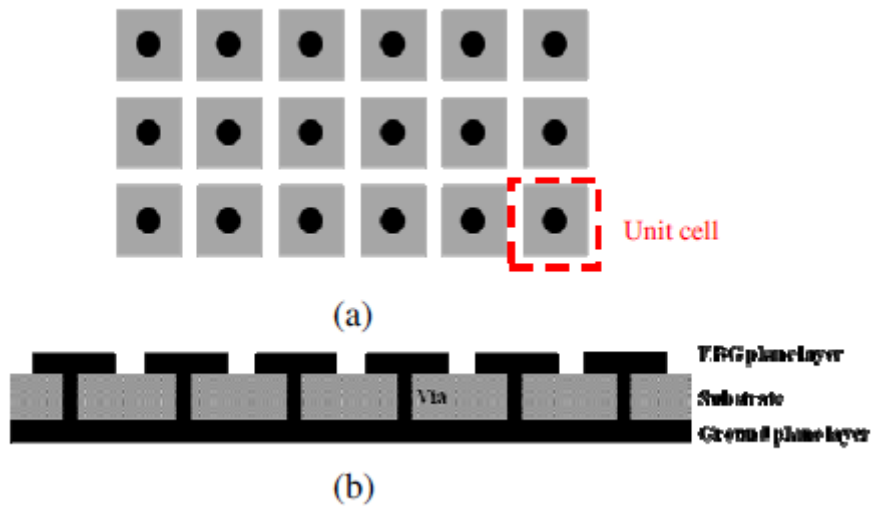 Unit cell
(a)
EBG plane layer
Via
Substrate
Ground plane layer
(b)